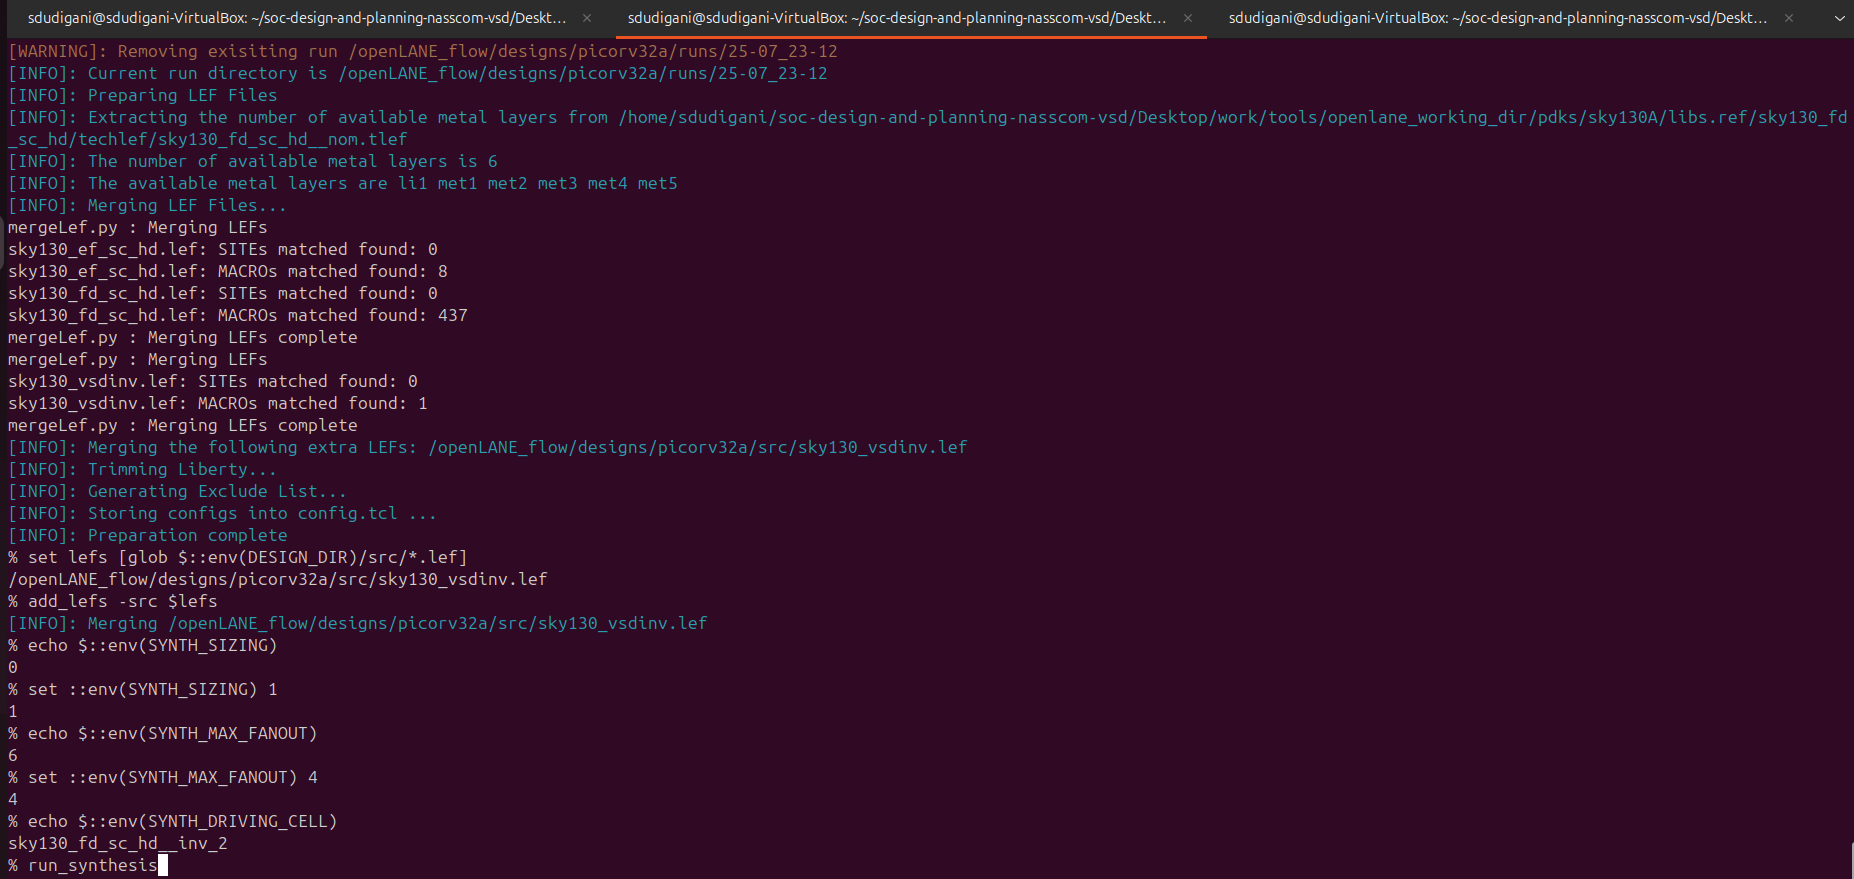 sdudigani@sdudigani-VirtualBox: ~/soc-design-and-planning-nasscom-vsd/Deskt... × sdudigani@sdudigani-VirtualBox: ~/soc-design-and-planning-nasscom-vsd/Deskt... × sdudigani@sdudigani-VirtualBox: ~/soc-design-and-planning-nasscom-vsd/Deskt... ×
[WARNING]: Removing exisiting run /openLANE_flow/designs/picorv32a/runs/25-07_23-12
[INFO]: Current run directory is /openLANE_flow/designs/picorv32a/runs/25-07_23-12
[INFO]: Preparing LEF Files
[INFO]: Extracting the number of available metal layers from /home/sdudigani/soc-design-and-planning-nasscom-vsd/Desktop/work/tools/openlane_working_dir/pdks/sky130A/libs.ref/sky130_fd
_sc_hd/techlef/sky130_fd_sc_hd__nom.tlef
[INFO]: The number of available metal layers is 6
[INFO]: The available metal layers are li1 met1 met2 met3 met4 met5
[INFO]: Merging LEF Files...
mergeLef.py : Merging LEFs
sky130_ef_sc_hd.lef: SITEs matched found: 0
sky130_ef_sc_hd.lef: MACROs matched found: 8
sky130_fd_sc_hd.lef: SITEs matched found: 0
sky130_fd_sc_hd.lef: MACROs matched found: 437
mergeLef.py : Merging LEFs complete
mergeLef.py : Merging LEFs
sky130_vsdinv.lef: SITEs matched found: 0
sky130_vsdinv.lef: MACROs matched found: 1
mergeLef.py : Merging LEFs complete
[INFO]: Merging the following extra LEFs: /openLANE_flow/designs/picorv32a/src/sky130_vsdinv.lef
[INFO]: Trimming Liberty...
[INFO]: Generating Exclude List...
[INFO]: Storing configs into config.tcl ...
[INFO]: Preparation complete
% set lefs [glob $::env(DESIGN_DIR)/src/*.lef]
/openLANE_flow/designs/picorv32a/src/sky130_vsdinv.lef
% add_lefs -src $lefs
[INFO]: Merging /openLANE_flow/designs/picorv32a/src/sky130_vsdinv.lef
% echo $::env(SYNTH_SIZING)
0
% set ::env(SYNTH_SIZING) 1
1
% echo $::env(SYNTH_MAX_FANOUT)
6
% set ::env(SYNTH_MAX_FANOUT) 4
4
% echo $::env(SYNTH_DRIVING_CELL)
sky130_fd_sc_hd__inv_2
% run_synthesis